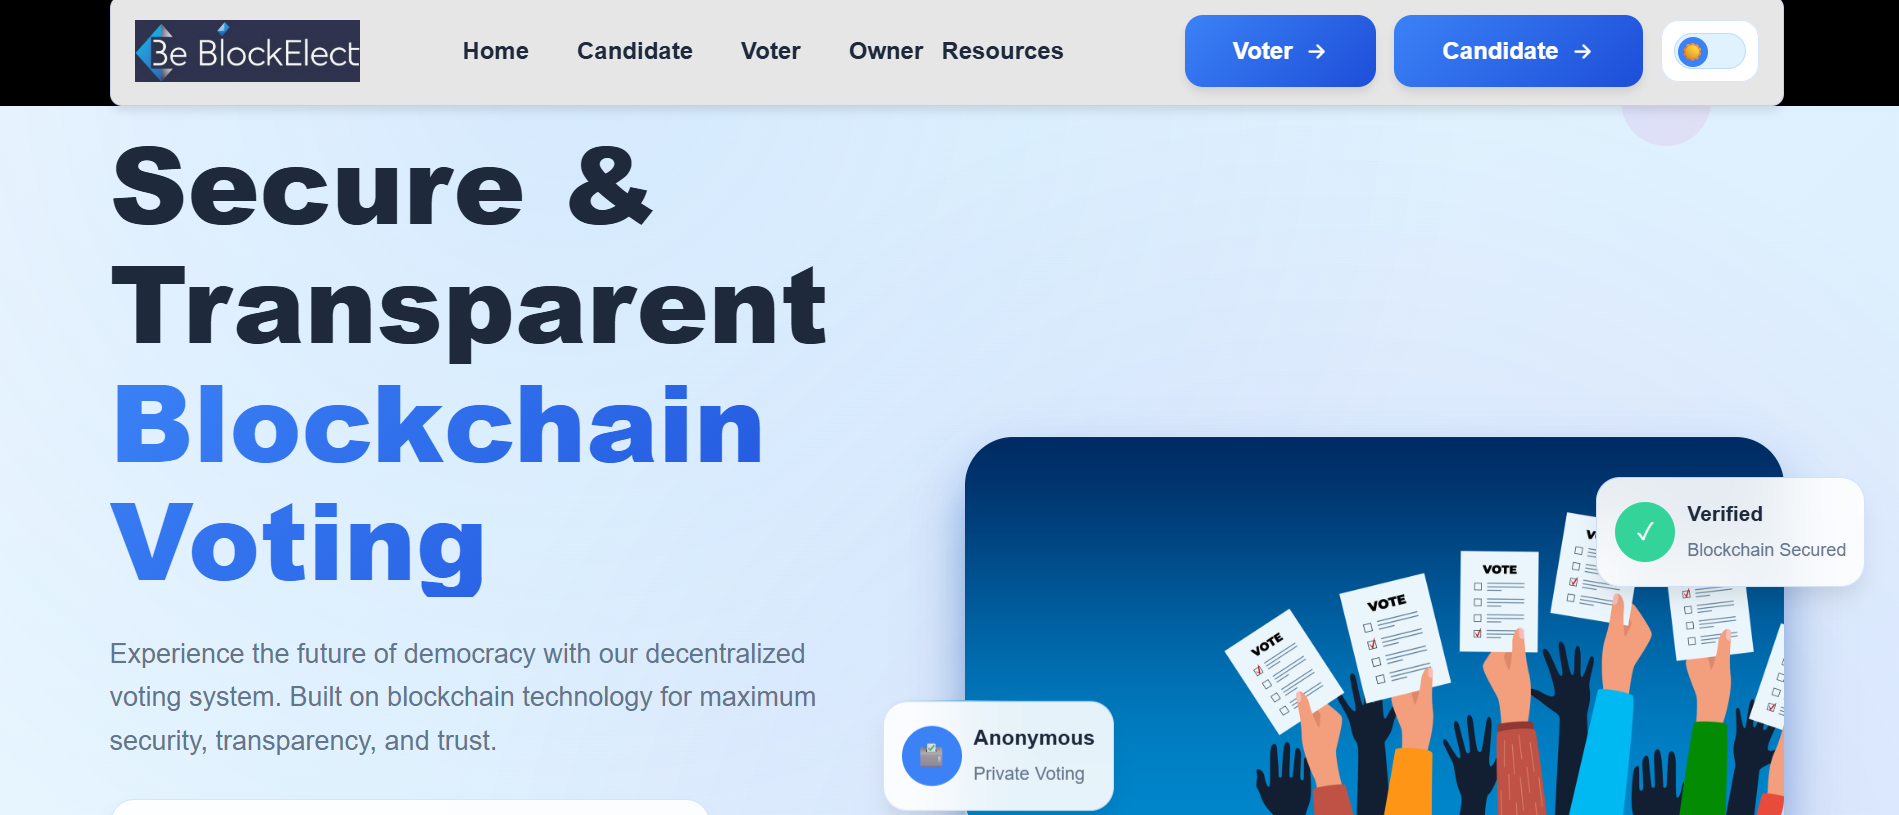 Be BlockElect
Home Candidate Voter Owner Resources
Voter →
Candidate →
Secure &
Transparent
Blockchain
Voting
Experience the future of democracy with our decentralized
voting system. Built on blockchain technology for maximum
security, transparency, and trust.
Verified
Blockchain Secured
VOTE
VOTE
VOTE
Anonymous
Private Voting